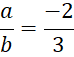 a/b = -2/3